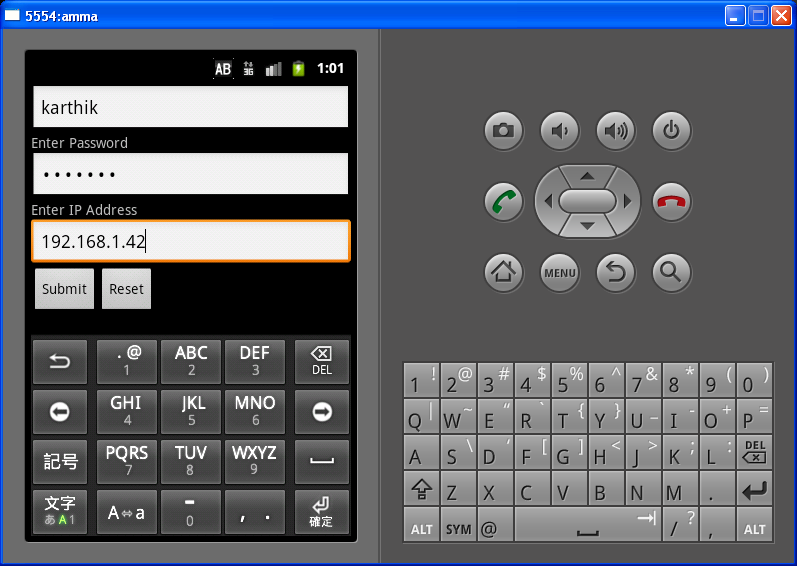 5554:amma
AB 3G 1:01
karthik
Enter Password
•••••••
Enter IP Address
192.168.1.42
Submit Reset
. @ ABC DEF
1 2 3 DEL
GHI JKL MNO
4 5 6
記号 PQRS TUV WXYZ
7 8 9
文字 A⇔a - , . 確定
あA1 0
MENU
1 ! 2 @ 3 # 4 $ 5 % 6 ^ 7 & 8 * 9 ( 0 )
Q | W ~ E “ R ` T { Y } U _ I - O + P =
A S \ D ‘ F [ G ] H < J > K ; L : DEL
Z X C V B N M .
ALT SYM @ / ? , ALT